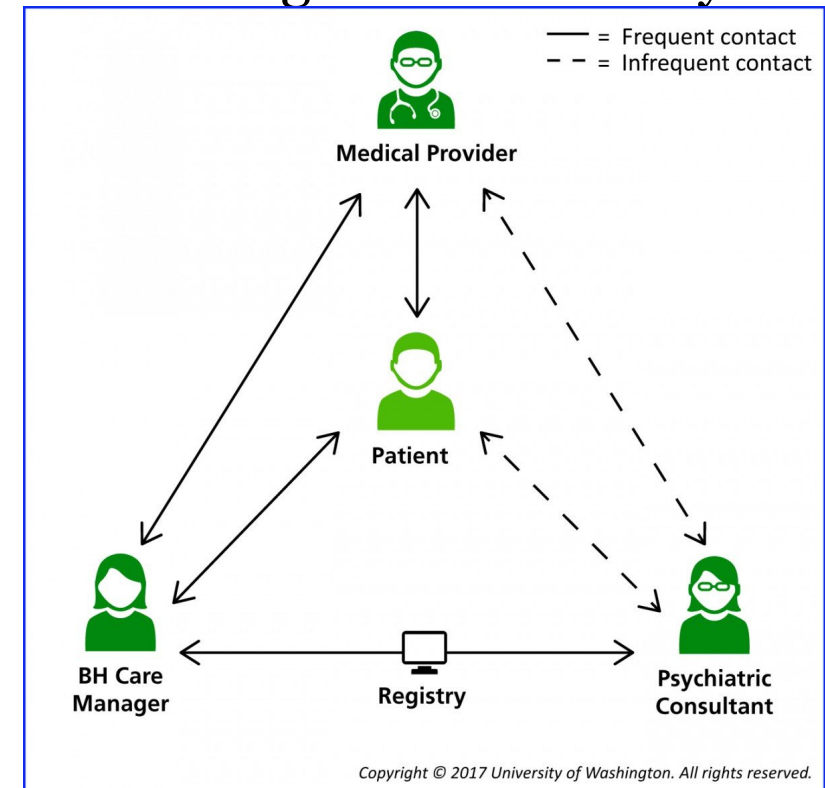 = Frequent contact
= Infrequent contact
Medical Provider
Patient
BH Care
Manager
Registry
Psychiatric
Consultant
Copyright © 2017 University of Washington. All rights reserved.